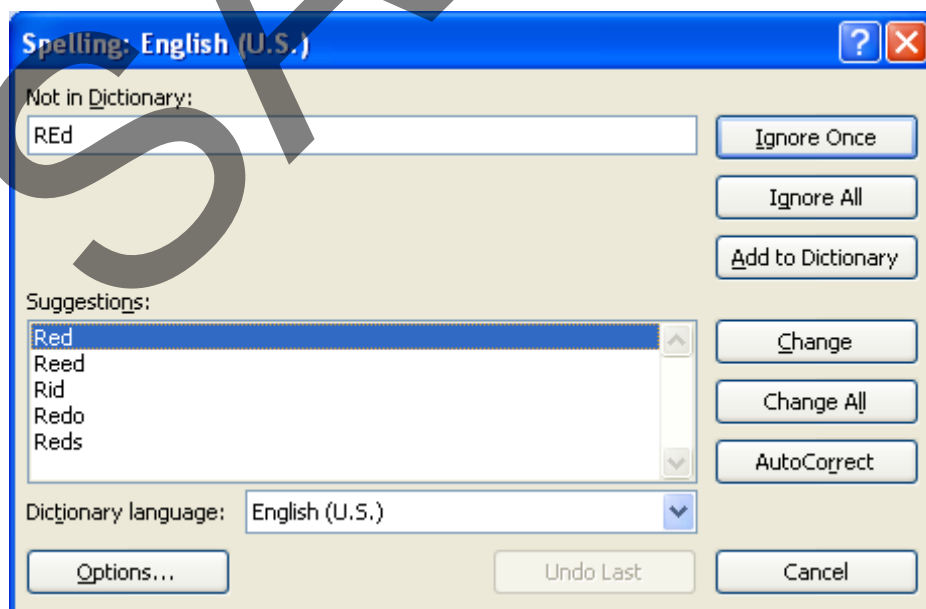 Spelling: English (U.S.)
Not in Dictionary:
REd
Ignore Once
Ignore All
Add to Dictionary
Suggestions:
Red
Reed
Rid
Redo
Reds
Change
Change All
AutoCorrect
Dictionary language: English (U.S.)
Options... Undo Last Cancel